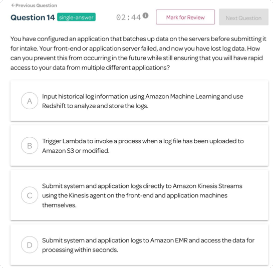 Previous Question
Question 14 single-answer 02:44 Mark for Review Next Question
You have configured an application that batches up data on the servers before submitting it
for intake. Your front-end or application server failed, and now you have lost log data. How
can you prevent this from occurring in the future while still ensuring that you will have rapid
access to your data from multiple different applications?
A Input historical log information using Amazon Machine Learning and use
Redshift to analyze and store the logs.
B Trigger Lambda to invoke a process when a log file has been uploaded to
Amazon S3 or modified.
C Submit system and application logs directly to Amazon Kinesis Streams
using the Kinesis agent on the front-end and application machines
themselves.
D Submit system and application logs to Amazon EMR and access the data for
processing within seconds.